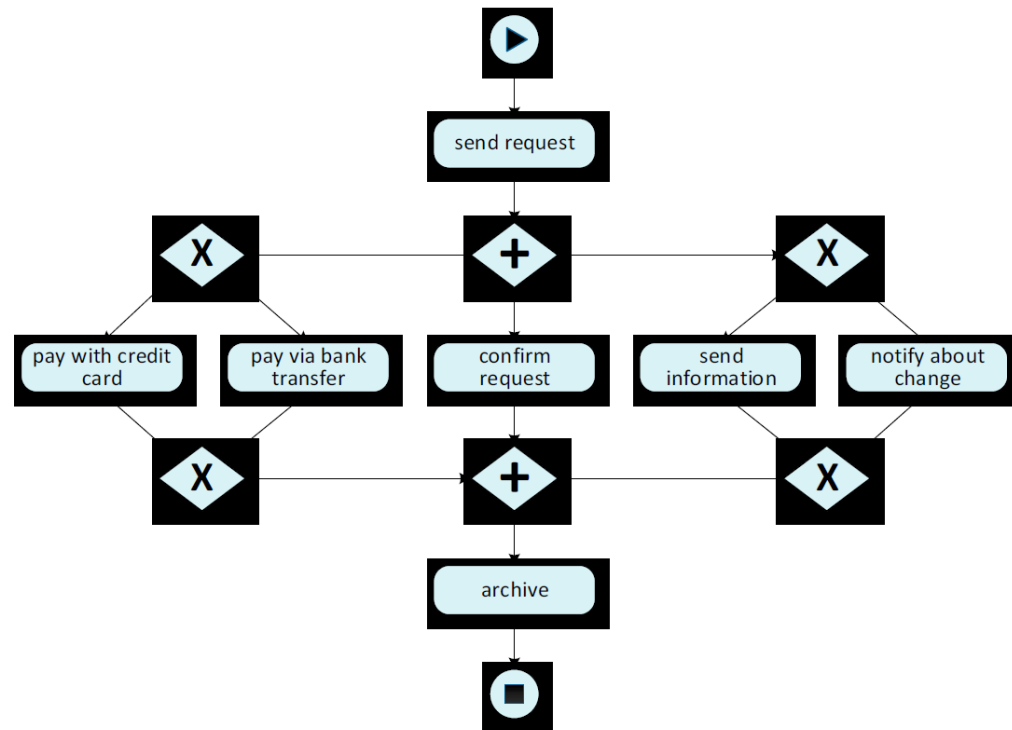 send request
X
+
X
pay with credit
card
pay via bank
transfer
confirm
request
send
information
notify about
change
X
+
X
archive